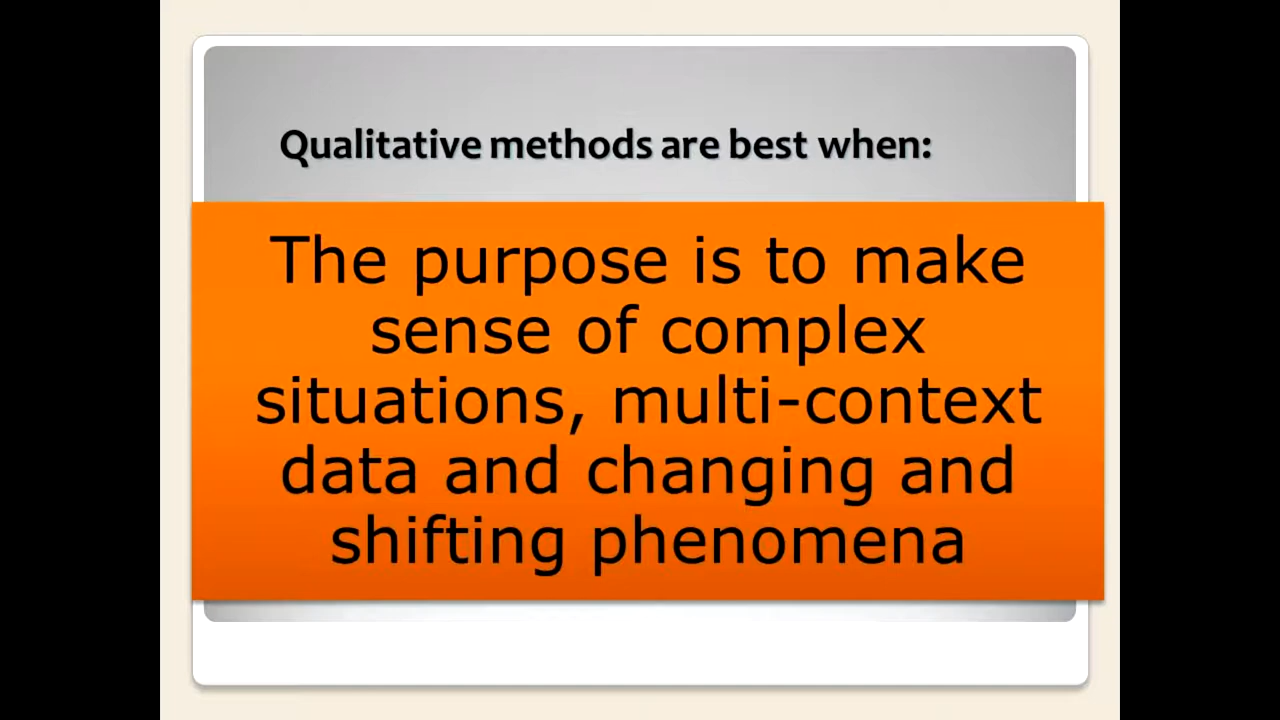 Qualitative methods are best when:
The purpose is to make
sense of complex
situations, multi-context
data and changing and
shifting phenomena